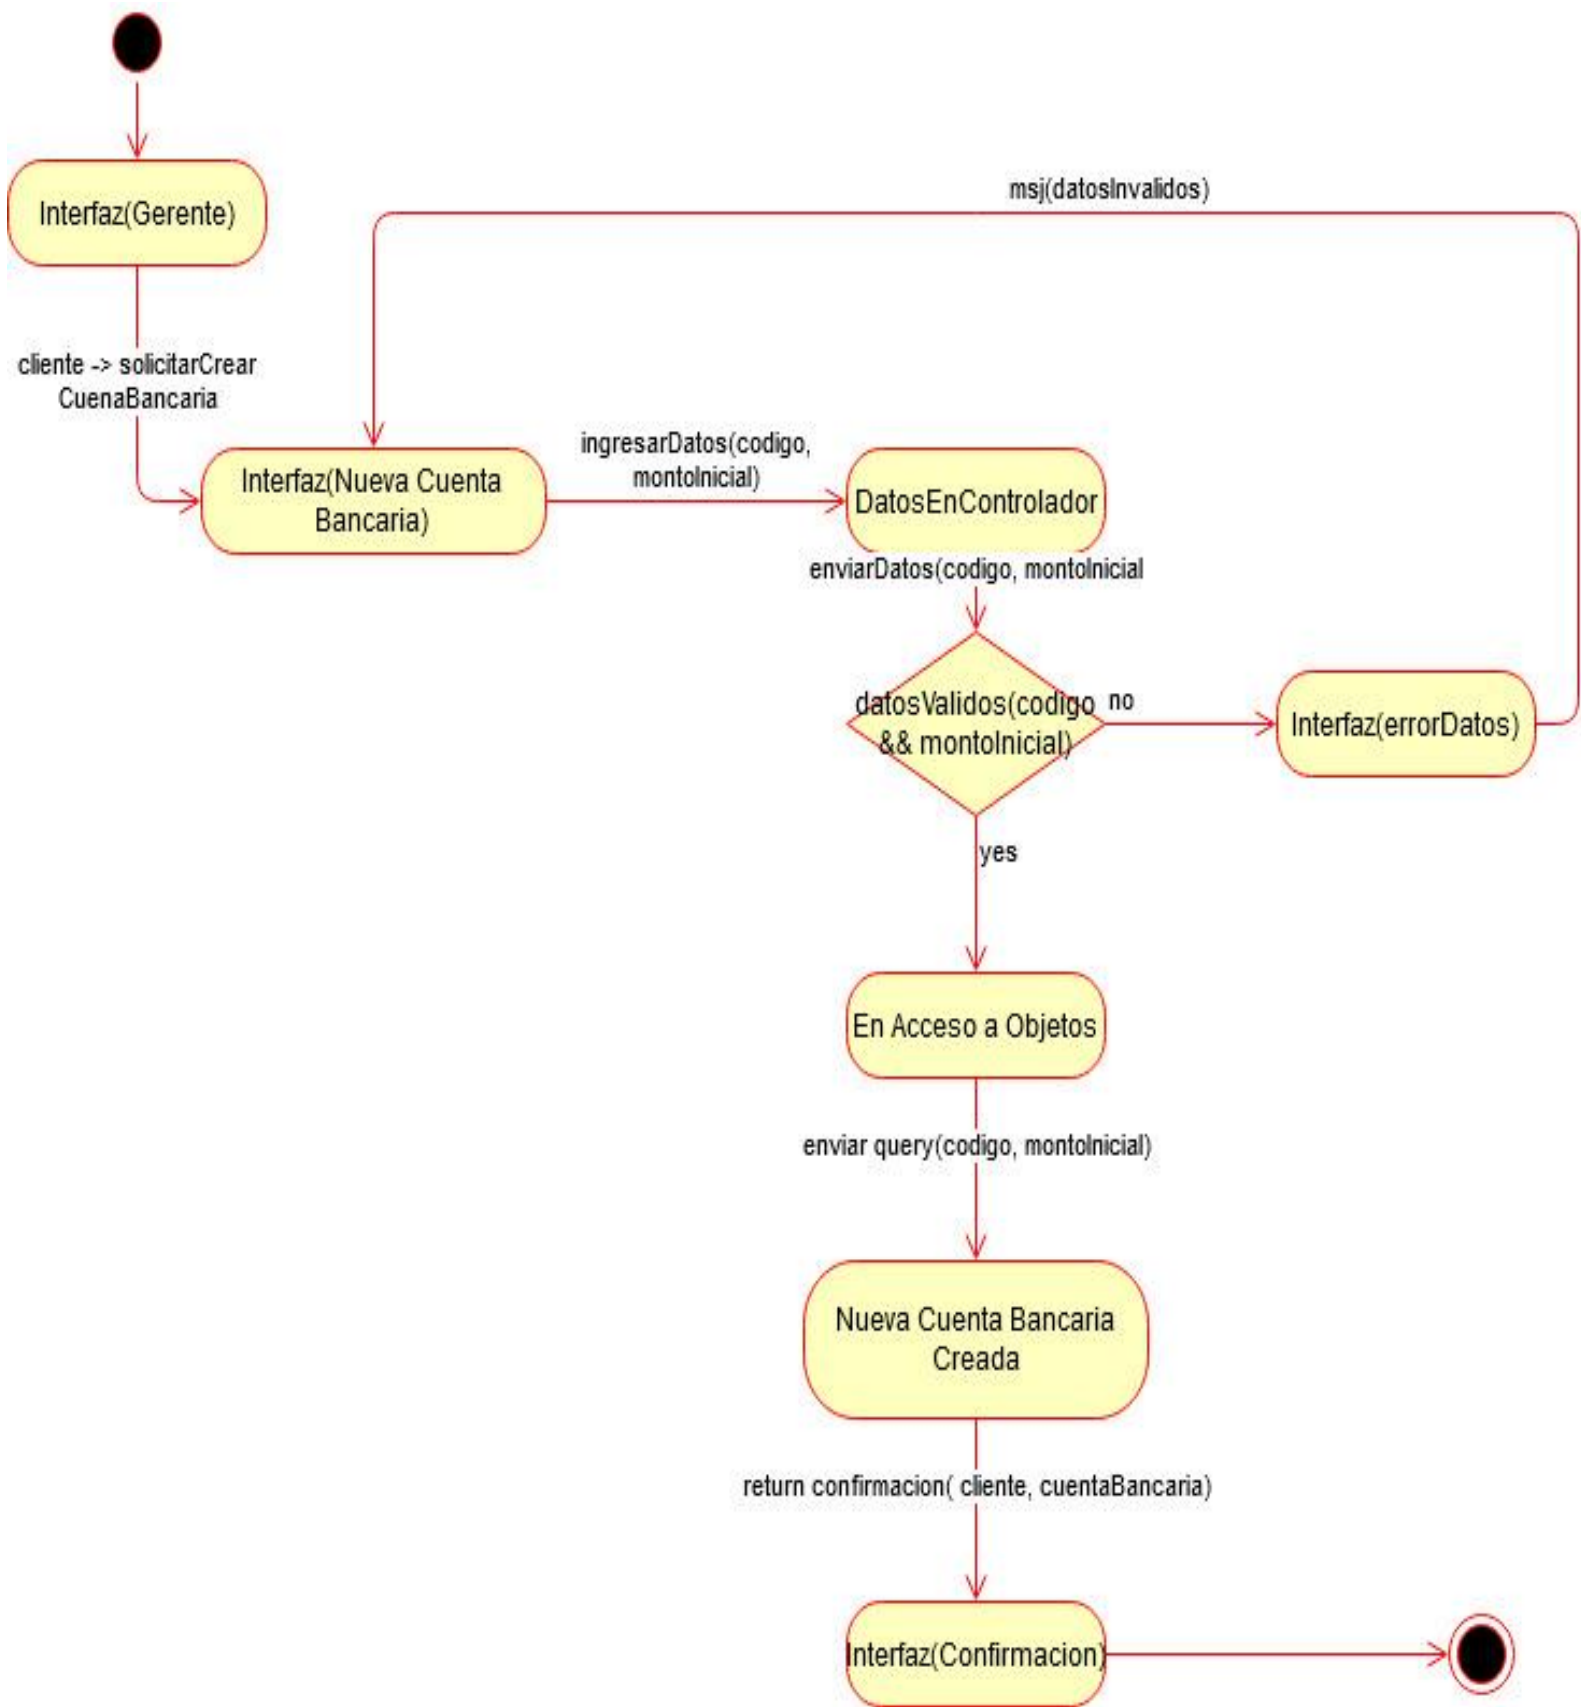 Interfaz(Gerente)
msj(datosInvalidos)
cliente -> solicitarCrear
CuenaBancaria
Interfaz(Nueva Cuenta
Bancaria)
ingresarDatos(codigo,
montoInicial)
DatosEnControlador
enviarDatos(codigo, montoInicial
datosValidos(codigo
&& montoInicial)
no
Interfaz(errorDatos)
yes
En Acceso a Objetos
enviar query(codigo, montoInicial)
Nueva Cuenta Bancaria
Creada
return confirmacion( cliente, cuentaBancaria)
Interfaz(Confirmacion)